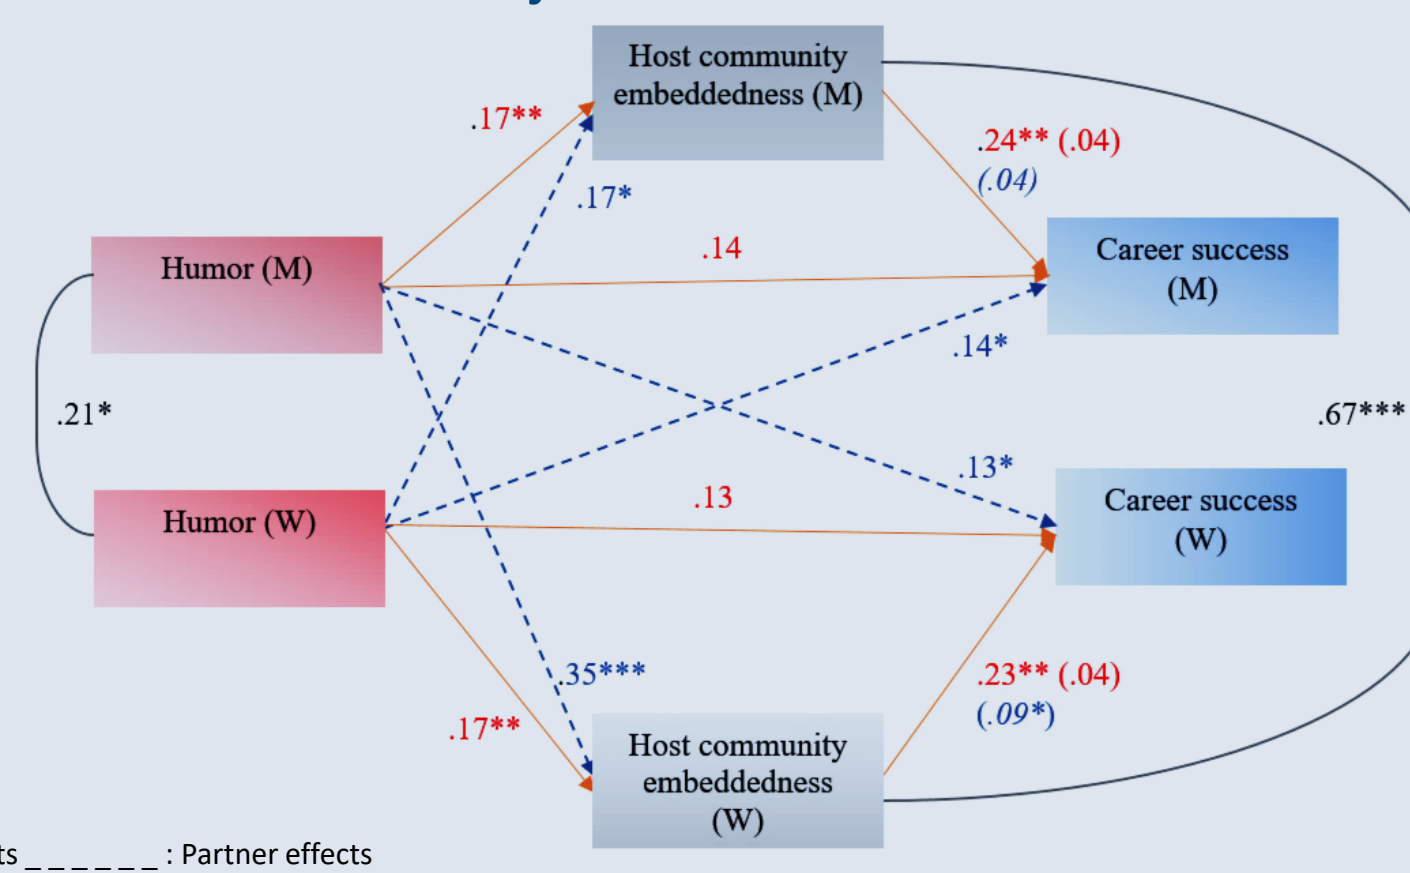 Host community
embeddedness (M)
.17**
.24** (.04)
(.04)
.17*
Humor (M)
.14
Career success
(M)
.14*
.21*
.67***
.13*
Humor (W)
.13
Career success
(W)
.35***
.23** (.04)
(.09*)
.17**
Host community
embeddedness
(W)
_ _ _ _ _ _ : Partner effects